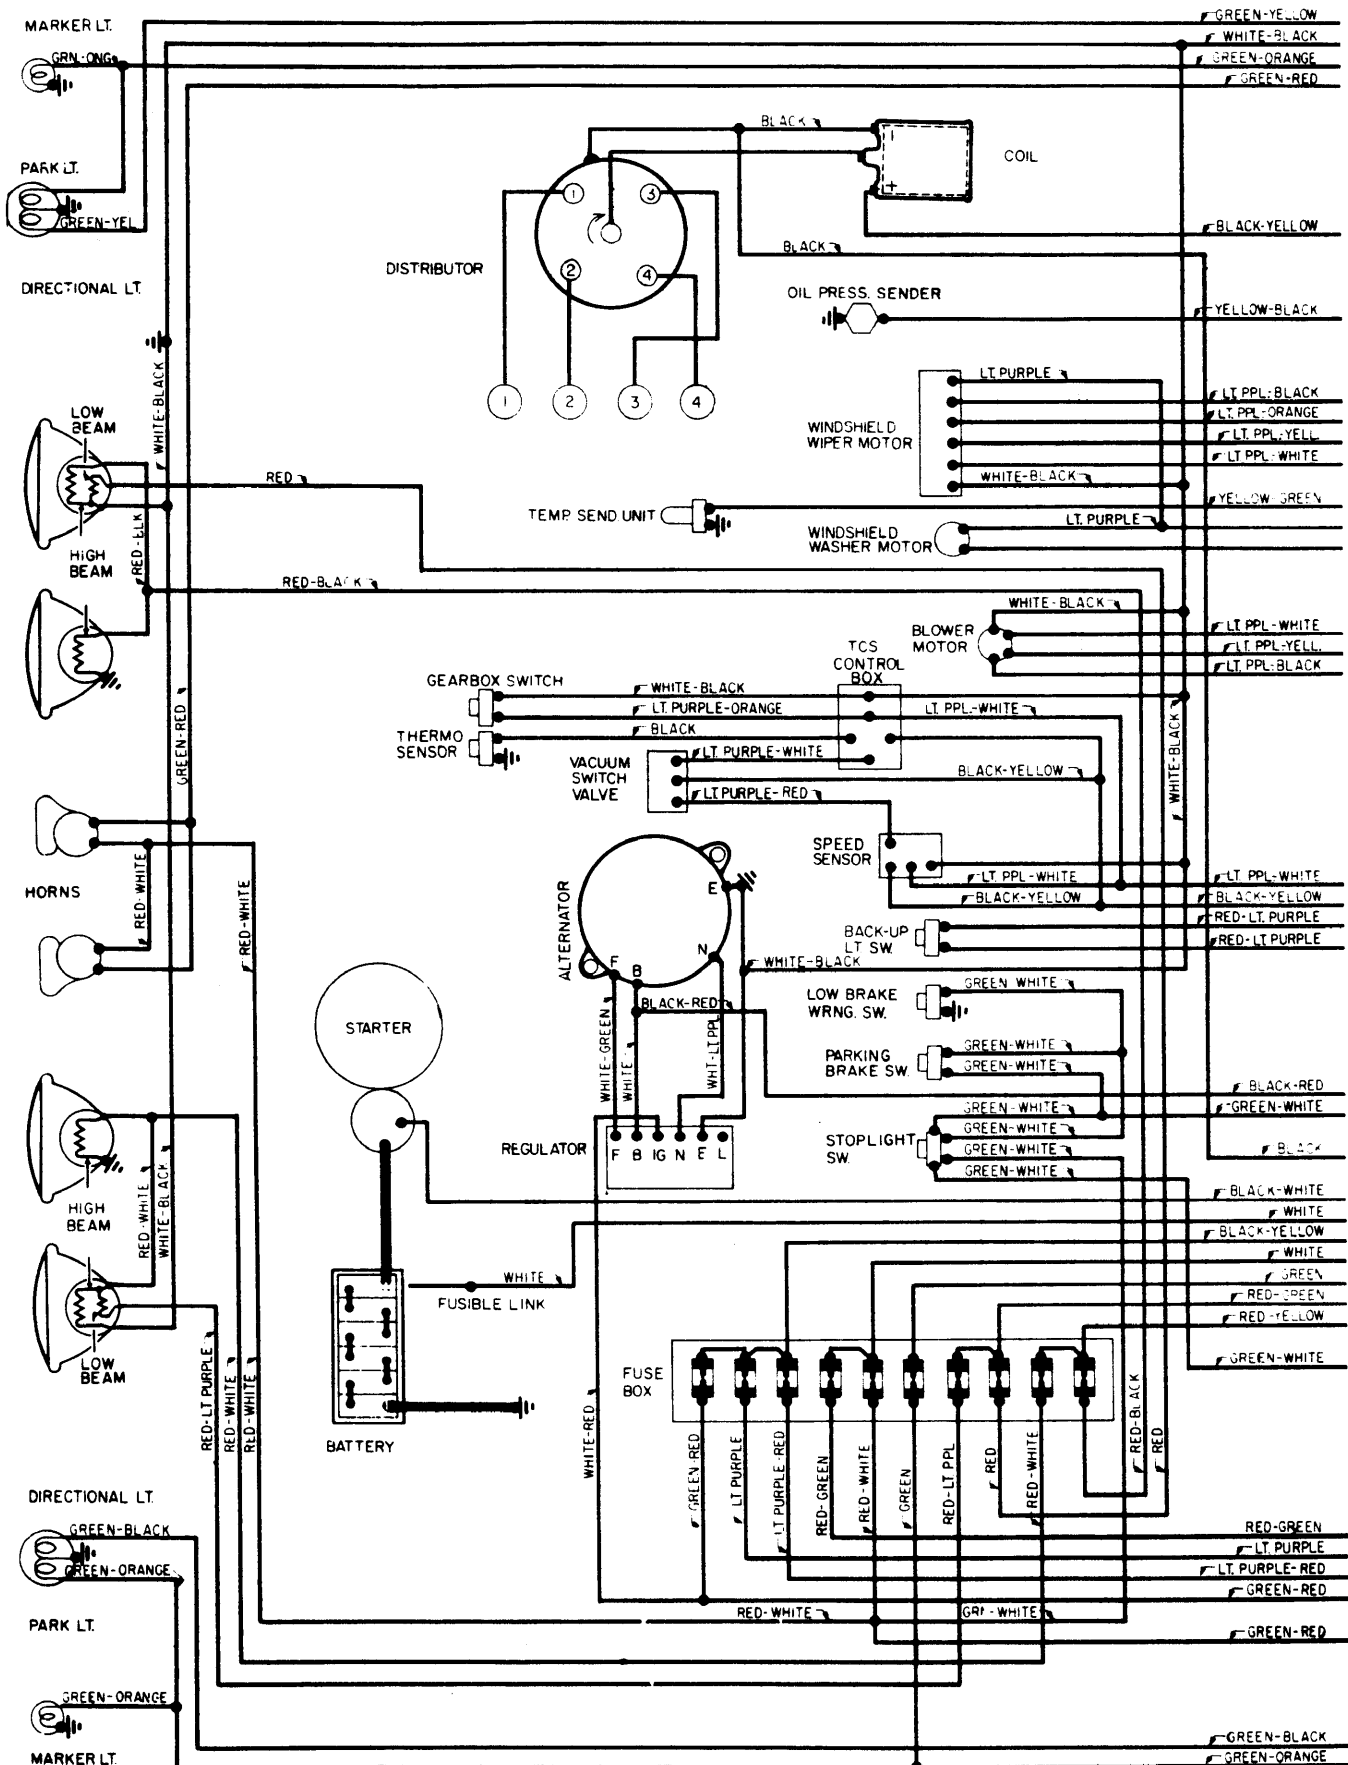 GREEN-YELLOW
MARKER LT.
WHITE-BLACK
GRN-ONG
GREEN-ORANGE
GREEN-RED
BLACK
COIL
PARK LT.
1
3
GREEN-YEL
BLACK-YELLOW
BLACK
DISTRIBUTOR
2
4
DIRECTIONAL LT.
OIL PRESS. SENDER
YELLOW-BLACK
WHITE-BLACK
LT. PURPLE
LT. PPL-BLACK
1
2
3
4
LOW
BEAM
LT. PPL-ORANGE
WINDSHIELD
WIPER MOTOR
LT. PPL-YELL.
LT. PPL-WHITE
RED
WHITE-BLACK
YELLOW-GREEN
TEMP. SEND. UNIT
LT. PURPLE
WINDSHIELD
WASHER MOTOR
RED-BLK
HIGH
BEAM
RED-BLACK
WHITE-BLACK
BLOWER
MOTOR
LT. PPL-WHITE
LT. PPL-YELL.
LT. PPL-BLACK
TCS
CONTROL
BOX
GEARBOX SWITCH
WHITE-BLACK
LT. PURPLE-ORANGE
LT. PPL-WHITE
GREEN-RED
THERMO
SENSOR
BLACK
WHITE-BLACK
LT. PURPLE-WHITE
VACUUM
SWITCH
VALVE
BLACK-YELLOW
LT. PURPLE-RED
SPEED
SENSOR
HORNS
RED-WHITE
RED-WHITE
ALTERNATOR
E
N
F
B
LT. PPL-WHITE
LT. PPL-WHITE
BLACK-YELLOW
BLACK-YELLOW
RED-LT. PURPLE
BACK-UP
LT. SW.
RED-LT. PURPLE
WHITE-BLACK
GREEN-WHITE
LOW BRAKE
WRNG. SW.
BLACK-RED
STARTER
WHITE-GREEN
WHITE
WHT-LT. PPL
GREEN-WHITE
PARKING
BRAKE SW.
GREEN-WHITE
BLACK-RED
GREEN-WHITE
GREEN-WHITE
GREEN-WHITE
STOPLIGHT
SW.
GREEN-WHITE
BLACK
GREEN-WHITE
REGULATOR
F B IG N E L
BLACK-WHITE
RED-WHITE
WHITE-BLACK
HIGH
BEAM
WHITE
BLACK-YELLOW
WHITE
WHITE
GREEN
FUSIBLE LINK
RED-GREEN
RED-YELLOW
LOW
BEAM
FUSE
BOX
GREEN-WHITE
RED-LT. PURPLE
RED-WHITE
RED-WHITE
BATTERY
WHITE-RED
GREEN-RED
LT. PURPLE
LT. PURPLE-RED
RED-GREEN
RED-WHITE
GREEN
RED-LT. PPL
RED
RED-WHITE
RED-BLACK
RED
DIRECTIONAL LT.
GREEN-BLACK
RED-GREEN
LT. PURPLE
GREEN-ORANGE
LT. PURPLE-RED
GREEN-RED
PARK LT.
RED-WHITE
GRN-WHITE
GREEN-RED
GREEN-ORANGE
GREEN-BLACK
MARKER LT.
GREEN-ORANGE